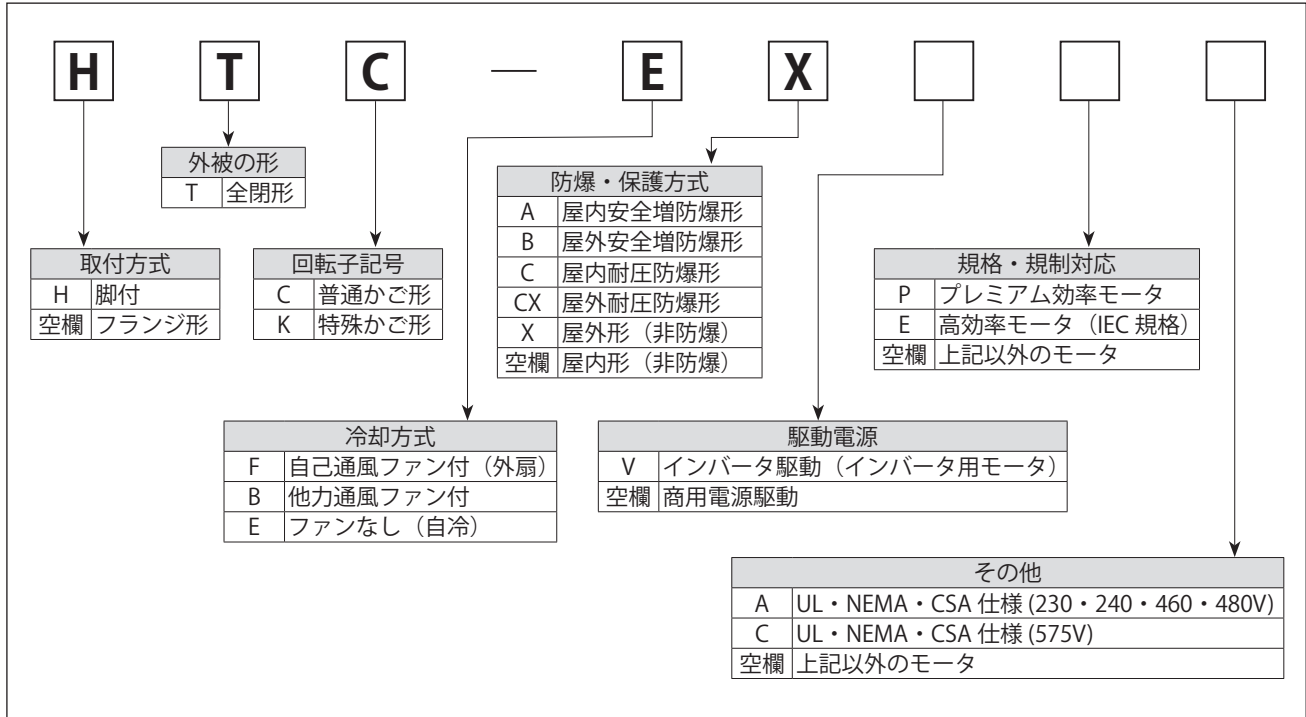 H T C — E X
外被の形
T 全閉形
防爆・保護方式
A 屋内安全増防爆形
B 屋外安全増防爆形
C 屋内耐圧防爆形
CX 屋外耐圧防爆形
X 屋外形（非防爆）
空欄 屋内形（非防爆）
取付方式
H 脚付
空欄 フランジ形
回転子記号
C 普通かご形
K 特殊かご形
規格・規制対応
P プレミアム効率モータ
E 高効率モータ（IEC 規格）
空欄 上記以外のモータ
冷却方式
F 自己通風ファン付（外扇）
B 他力通風ファン付
E ファンなし（自冷）
駆動電源
V インバータ駆動（インバータ用モータ）
空欄 商用電源駆動
その他
A UL・NEMA・CSA 仕様 (230・240・460・480V)
C UL・NEMA・CSA 仕様 (575V)
空欄 上記以外のモータ